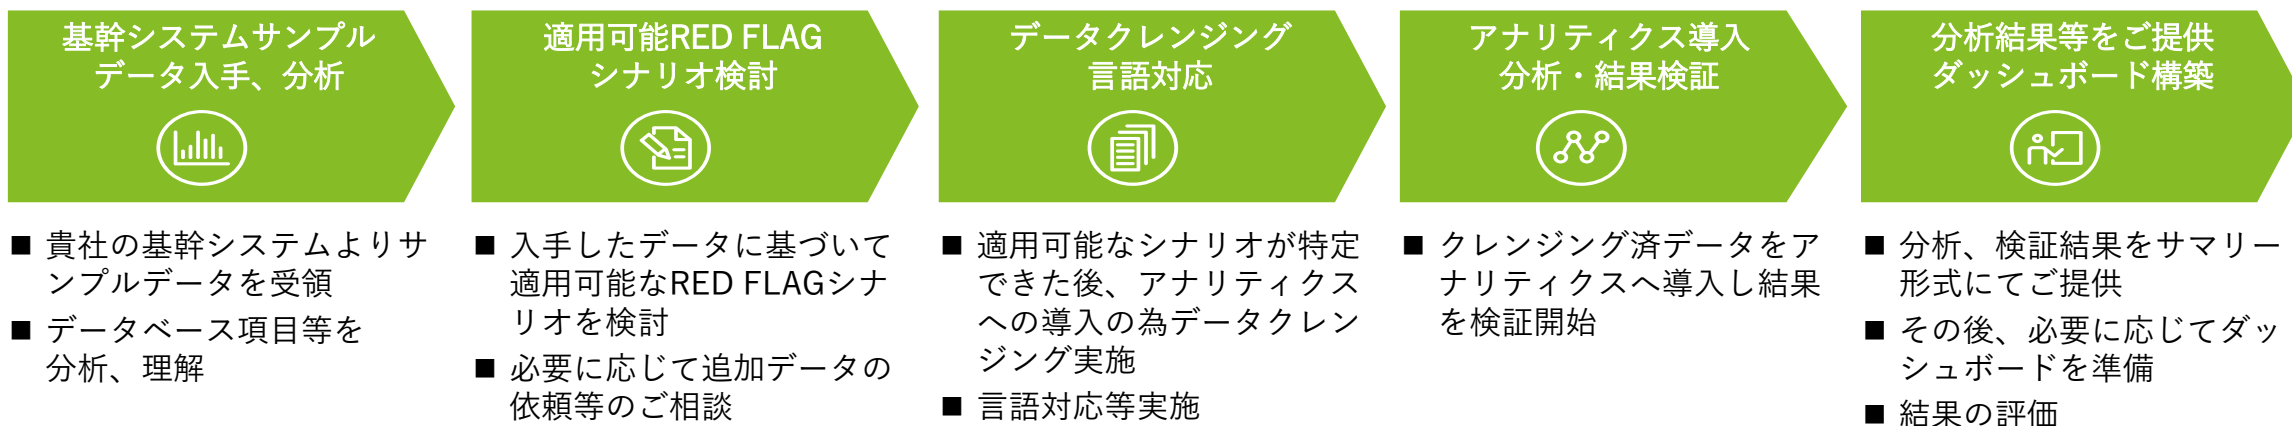 基幹システムサンプル
データ入手、分析
適用可能RED FLAG
シナリオ検討
データクレンジング
言語対応
アナリティクス導入
分析・結果検証
分析結果等をご提供
ダッシュボード構築
■ 貴社の基幹システムよりサ
ンプルデータを受領
■ データベース項目等を
分析、理解
■ 入手したデータに基づいて
適用可能なRED FLAGシナ
リオを検討
■ 必要に応じて追加データの
依頼等のご相談
■ 適用可能なシナリオが特定
できた後、アナリティクス
への導入の為データクレン
ジング実施
■ 言語対応等実施
■ クレンジング済データをア
ナリティクスへ導入し結果
を検証開始
■ 分析、検証結果をサマリー
形式にてご提供
■ その後、必要に応じてダッ
シュボードを準備
■ 結果の評価